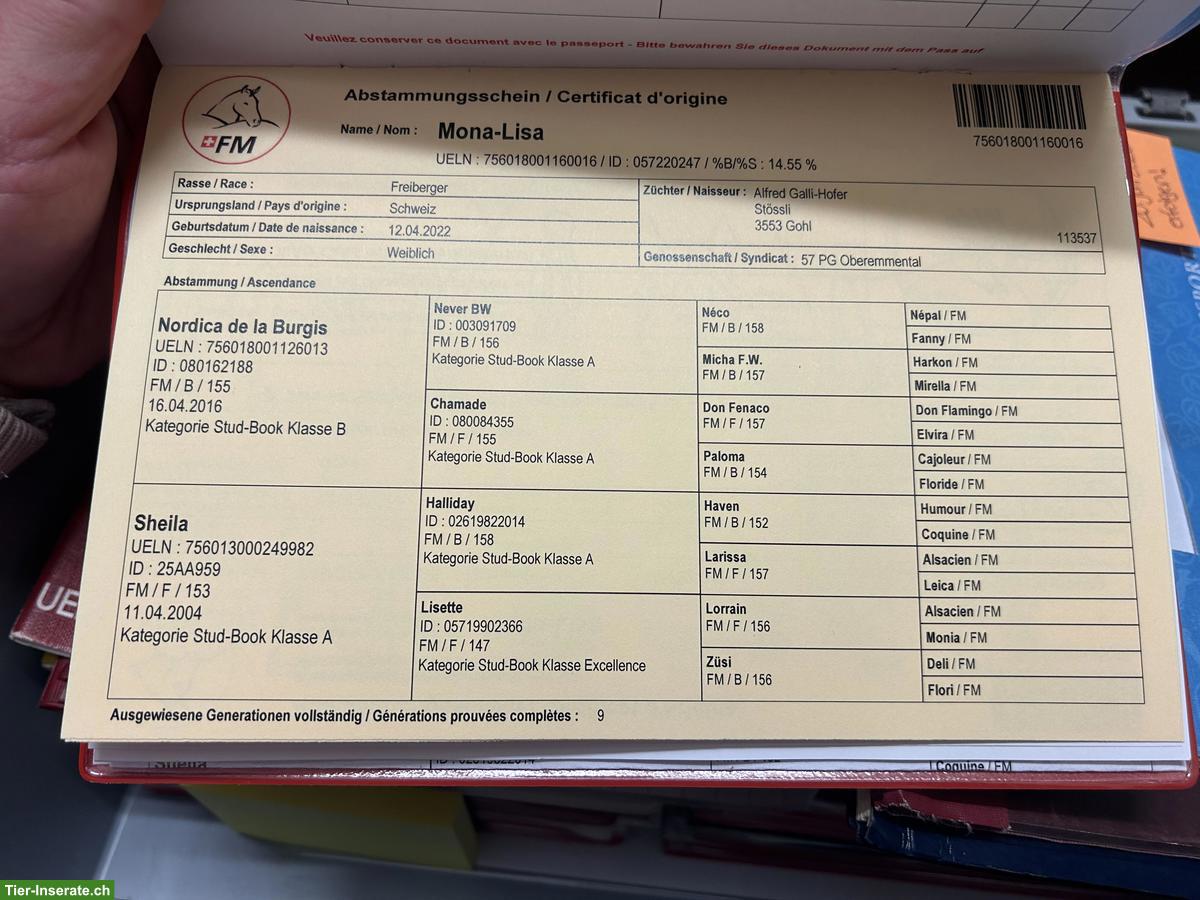 Veuillez conserver ce document avec le passeport - Bitte bewahren Sie dieses Dokument mit dem Pass auf
FM
Abstammungsschein / Certificat d'origine
Name / Nom : Mona-Lisa
UELN : 756018001160016 / ID : 057220247 / %B/%S : 14.55 %
756018001160016
Rasse / Race : Freiberger
Ursprungsland / Pays d'origine : Schweiz
Geburtsdatum / Date de naissance : 12.04.2022
Geschlecht / Sexe : Weiblich
Züchter / Naisseur : Alfred Galli-Hofer
Stössli
3553 Gohl
113537
Genossenschaft / Syndicat : 57 PG Oberemmental
Abstammung / Ascendance
Nordica de la Burgis
UELN : 756018001126013
ID : 080162188
FM / B / 155
16.04.2016
Kategorie Stud-Book Klasse B
Sheila
UELN : 756013000249982
ID : 25AA959
FM / F / 153
11.04.2004
Kategorie Stud-Book Klasse A
Never BW
ID : 003091709
FM / B / 156
Kategorie Stud-Book Klasse A
Chamade
ID : 080084355
FM / F / 155
Kategorie Stud-Book Klasse A
Halliday
ID : 02619822014
FM / B / 158
Kategorie Stud-Book Klasse A
Lisette
ID : 05719902366
FM / F / 147
Kategorie Stud-Book Klasse Excellence
Néco
FM / B / 158
Micha F.W.
FM / B / 157
Don Fenaco
FM / F / 157
Paloma
FM / B / 154
Haven
FM / B / 152
Larissa
FM / F / 157
Lorrain
FM / F / 156
Züsi
FM / B / 156
Népal / FM
Fanny / FM
Harkon / FM
Mirella / FM
Don Flamingo / FM
Elvira / FM
Cajoleur / FM
Floride / FM
Humour / FM
Coquine / FM
Alsacien / FM
Leica / FM
Alsacien / FM
Monia / FM
Deli / FM
Flori / FM
Ausgewiesene Generationen vollständig / Générations prouvées complètes : 9
Sheila
Coquine / FM
UE
Tier-Inserate.ch